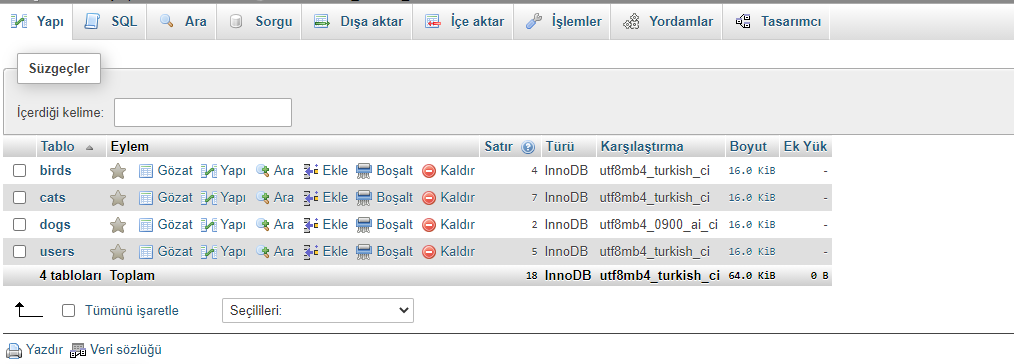 Yapı SQL Ara Sorgu Dışa aktar İçe aktar İşlemler Yordamlar Tasarımcı
Süzgeçler
İçerdiği kelime:
Tablo Eylem Satır Türü Karşılaştırma Boyut Ek Yük
birds Gözat Yapı Ara Ekle Boşalt Kaldır 4 InnoDB utf8mb4_turkish_ci 16.0 KiB -
cats Gözat Yapı Ara Ekle Boşalt Kaldır 7 InnoDB utf8mb4_turkish_ci 16.0 KiB -
dogs Gözat Yapı Ara Ekle Boşalt Kaldır 2 InnoDB utf8mb4_0900_ai_ci 16.0 KiB -
users Gözat Yapı Ara Ekle Boşalt Kaldır 5 InnoDB utf8mb4_turkish_ci 16.0 KiB -
4 tabloları Toplam 18 InnoDB utf8mb4_turkish_ci 64.0 KiB 0 B
Tümünü işaretle Seçilileri:
Yazdır Veri sözlüğü